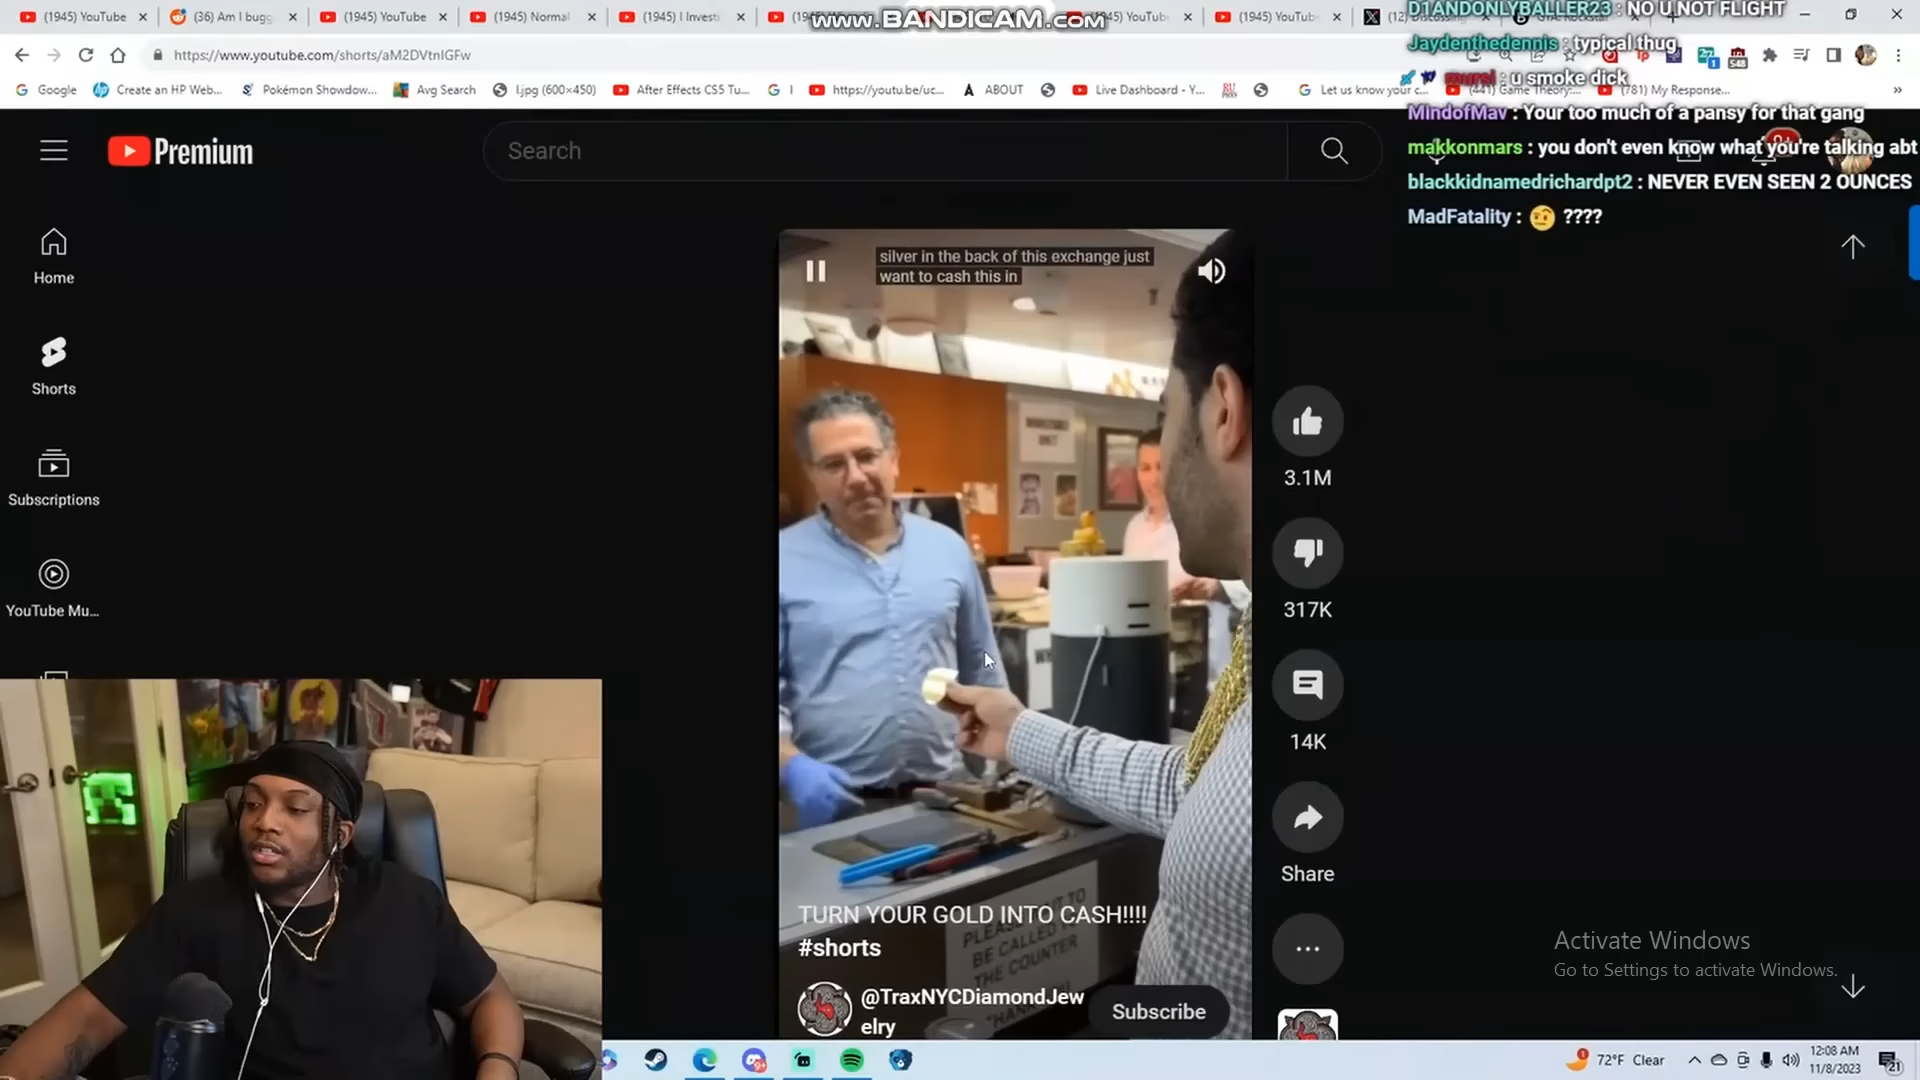 (1945) YouTube
(36) Am I bugg
(1945) YouTube
(1945) Normal
(1945) I Investi
www.BANDICAM.com
(1945) YouTube
D1ANDONLYBALLER23 : NO U NOT FLIGHT
https://www.youtube.com/shorts/aM2DVtnIGFw
Jaydenthedennis : typical thug
Google
Create an HP Web...
Pokémon Showdow...
Avg Search
l.jpg (600×450)
After Effects CS5 Tu...
https://youtu.be/uc...
ABOUT
Live Dashboard - Y...
Let us know your c...
(441) Game Theory:...
(781) My Response...
mursi : u smoke dick
MindofMav : Your too much of a pansy for that gang
Premium
Search
makkonmars : you don't even know what you're talking abt
blackkidnamedrichardpt2 : NEVER EVEN SEEN 2 OUNCES
MadFatality : 🤨 ????
Home
Shorts
Subscriptions
YouTube Mu...
silver in the back of this exchange just
want to cash this in
3.1M
317K
14K
Share
PLEASE
BE CALLED
THE COUNTER
TURN YOUR GOLD INTO CASH!!!!
#shorts
@TraxNYCDiamondJew
elry
Subscribe
Activate Windows
Go to Settings to activate Windows.
72°F Clear
12:08 AM
11/8/2023